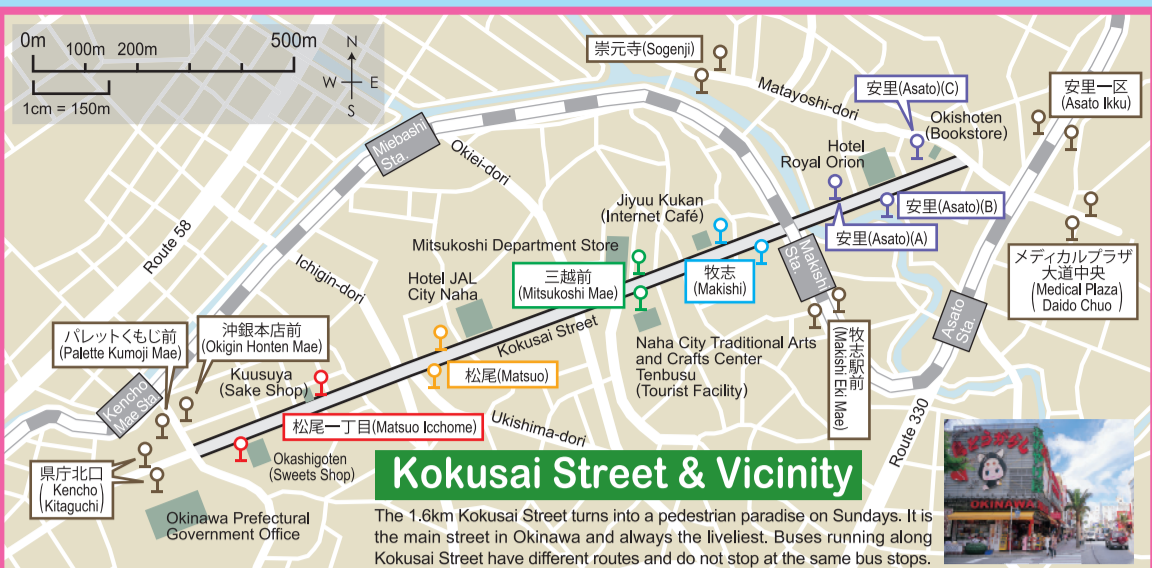 0m
100m 200m
500m
1cm = 150m
N
W E
S
崇元寺(Sogenji)
Matayoshi-dori
安里(Asato)(C)
Okishoten
(Bookstore)
安里一区
(Asato Ikku)
Hotel
Royal Orion
Miebashi
Sta.
Okiei-dori
Jiyuu Kukan
(Internet Café)
安里(Asato)(B)
安里(Asato)(A)
Route 58
Mitsukoshi Department Store
三越前
(Mitsukoshi Mae)
牧志
(Makishi)
Makishi
Sta.
メディカルプラザ
大道中央
(Medical Plaza)
Daido Chuo
Ichigin-dori
Hotel JAL
City Naha
Kokusai Street
Asato
Sta.
パレットくもじ前
(Palette Kumoji Mae)
沖銀本店前
(Okigin Honten Mae)
Naha City Traditional Arts
and Crafts Center
Tenbusu
(Tourist Facility)
牧志駅前
(Makishi Eki Mae)
Kuusuya
(Sake Shop)
松尾(Matsuo)
Kencho
Mae Sta.
松尾一丁目(Matsuo Icchome)
Ukishima-dori
Route 330
県庁北口
(Kencho
Kitaguchi)
Okashigoten
(Sweets Shop)
Okinawa Prefectural
Government Office
Kokusai Street & Vicinity
The 1.6km Kokusai Street turns into a pedestrian paradise on Sundays. It is
the main street in Okinawa and always the liveliest. Buses running along
Kokusai Street have different routes and do not stop at the same bus stops.
OKINAWA